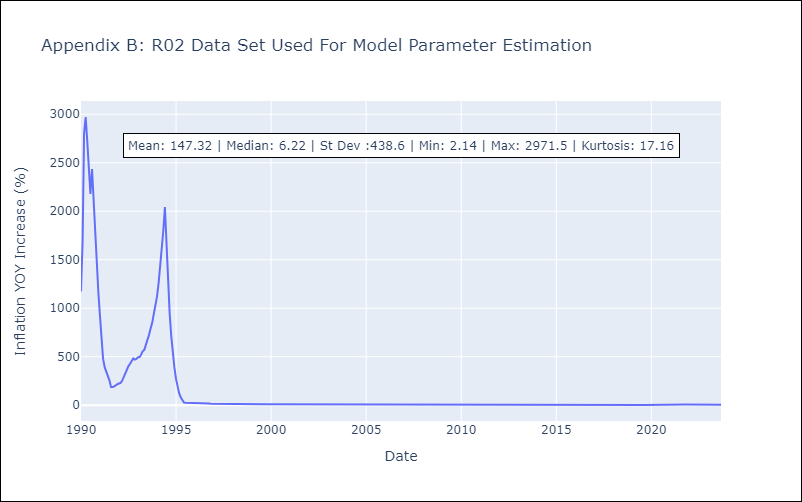 Appendix B: R02 Data Set Used For Model Parameter Estimation
Mean: 147.32 | Median: 6.22 | St Dev :438.6 | Min: 2.14 | Max: 2971.5 | Kurtosis: 17.16
Inflation YOY Increase (%)
3000
2500
2000
1500
1000
500
0
1990 1995 2000 2005 2010 2015 2020
Date